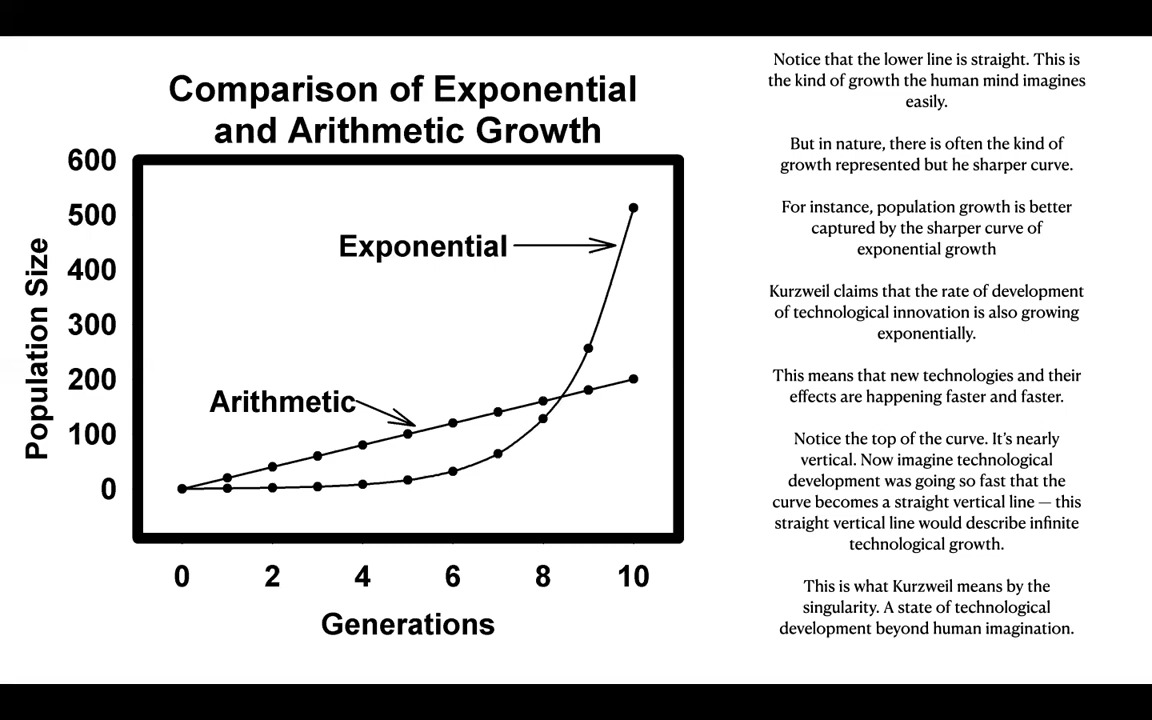 Comparison of Exponential
and Arithmetic Growth
600
500
400
300
200
100
0
Population Size
Exponential
Arithmetic
0 2 4 6 8 10
Generations
Notice that the lower line is straight. This is
the kind of growth the human mind imagines
easily.
But in nature, there is often the kind of
growth represented but he sharper curve.
For instance, population growth is better
captured by the sharper curve of
exponential growth
Kurzweil claims that the rate of development
of technological innovation is also growing
exponentially.
This means that new technologies and their
effects are happening faster and faster.
Notice the top of the curve. It’s nearly
vertical. Now imagine technological
development was going so fast that the
curve becomes a straight vertical line — this
straight vertical line would describe infinite
technological growth.
This is what Kurzweil means by the
singularity. A state of technological
development beyond human imagination.